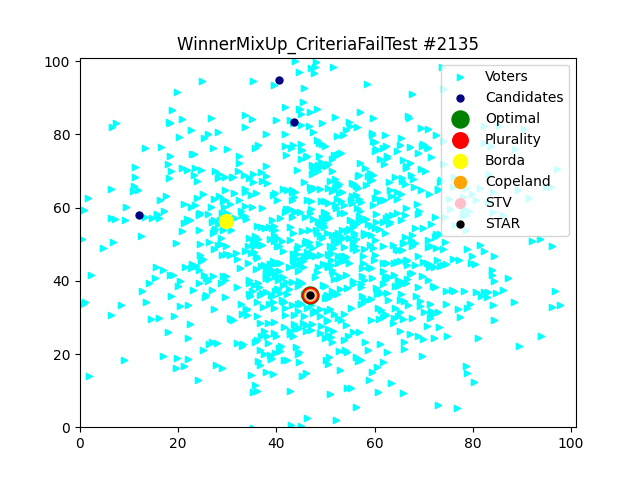 WinnerMixUp_CriteriaFailTest #2135
100
80
60
40
20
0
0
20
40
60
80
100
Voters
Candidates
Optimal
Plurality
Borda
Copeland
STV
STAR